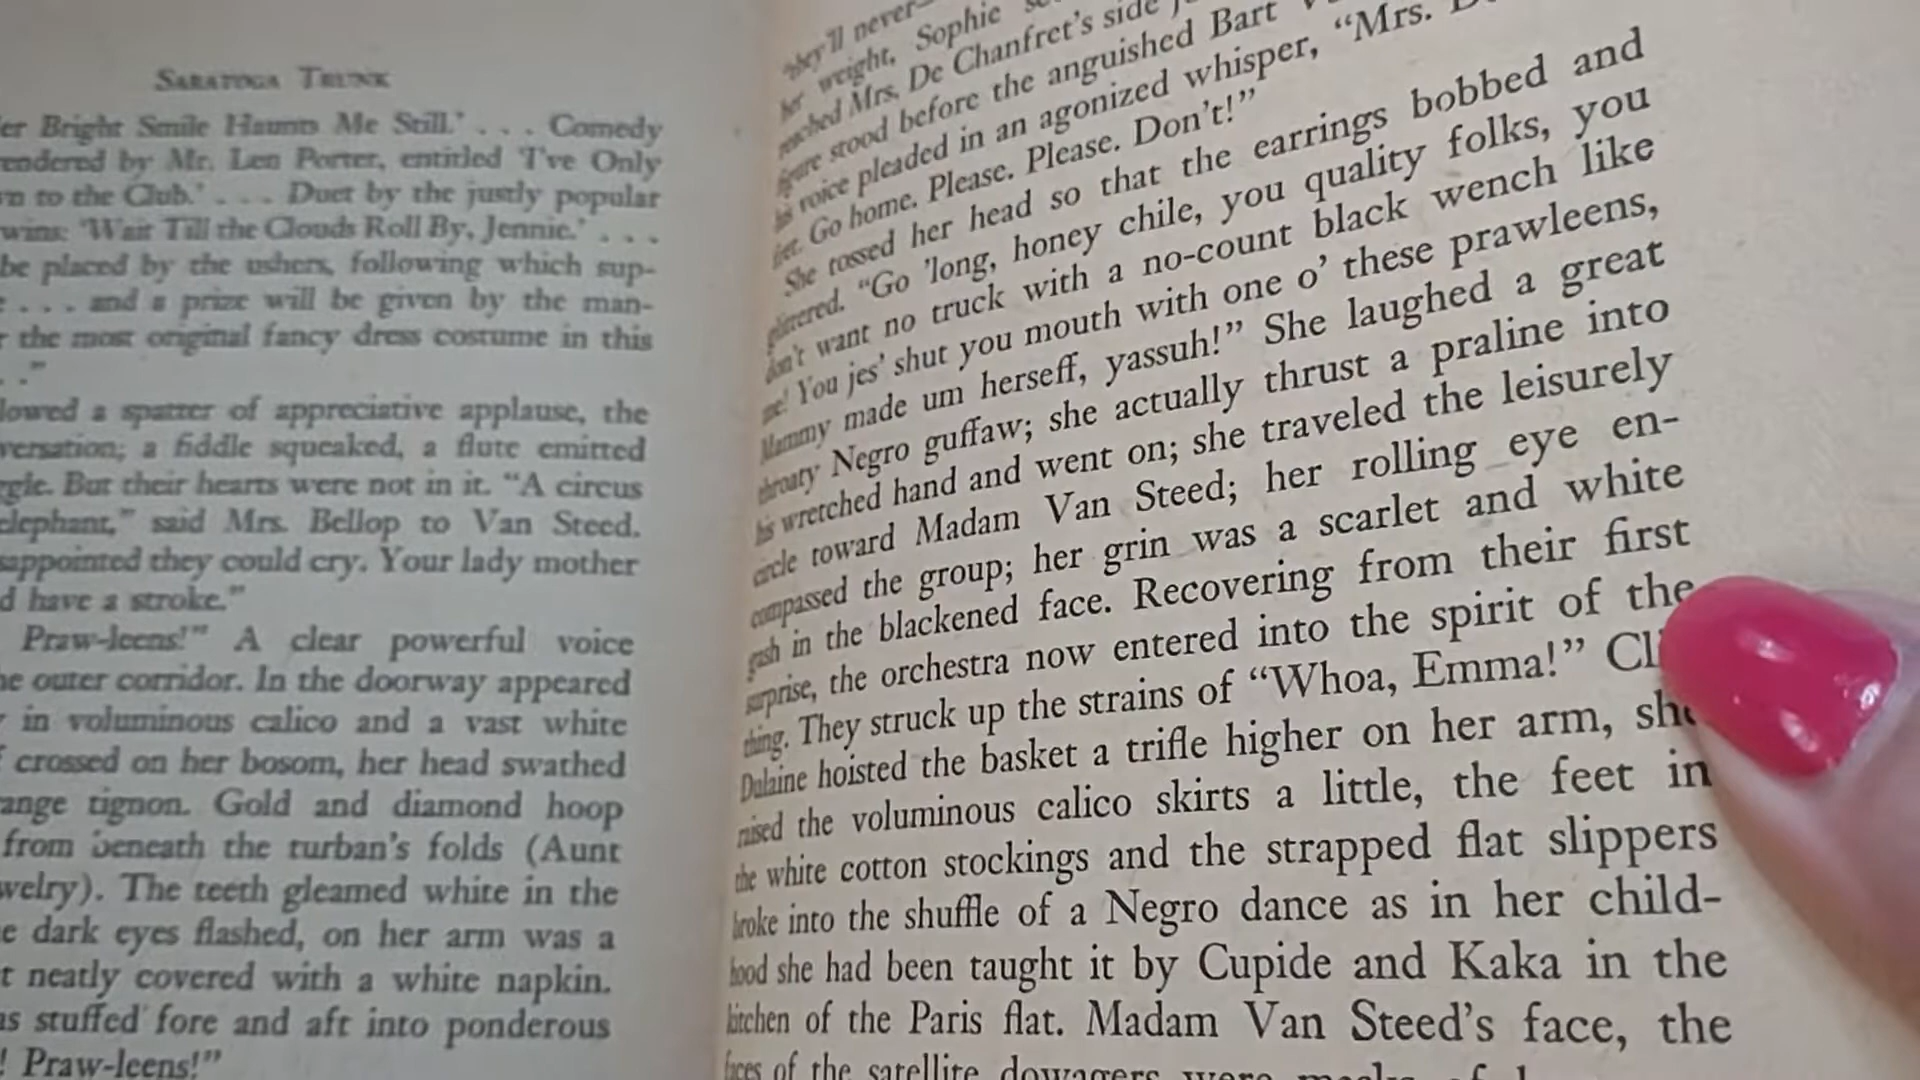 SARATOGA TRUNK
er Bright Smile Haunts Me Still.' . . . Comedy
endered by Mr. Len Porter, entitled 'I've Only
n to the Club.' . . . Duet by the justly popular
wins: 'Wait Till the Clouds Roll By, Jennie.' . . .
be placed by the ushers, following which sup-
. . . and a prize will be given by the man-
r the most original fancy dress costume in this
. ."
lowed a spatter of appreciative applause, the
versation; a fiddle squeaked, a flute emitted
ggle. But their hearts were not in it. "A circus
elephant," said Mrs. Bellop to Van Steed.
sappointed they could cry. Your lady mother
d have a stroke."
Praw-leens!'" A clear powerful voice
he outer corridor. In the doorway appeared
in voluminous calico and a vast white
crossed on her bosom, her head swathed
ange tignon. Gold and diamond hoop
from beneath the turban's folds (Aunt
welry). The teeth gleamed white in the
e dark eyes flashed, on her arm was a
t neatly covered with a white napkin.
as stuffed fore and aft into ponderous
! Praw-leens!"
they'll never—
her weight, Sophie
reached Mrs. De Chanfret's side
figure stood before the anguished Bart
his voice pleaded in an agonized whisper, "Mrs.
fret. Go home. Please. Please. Don't!"
She tossed her head so that the earrings bobbed and
glittered. "Go 'long, honey chile, you quality folks, you
don't want no truck with a no-count black wench like
me! You jes' shut you mouth with one o' these prawleens,
Mammy made um herseff, yassuh!" She laughed a great
throaty Negro guffaw; she actually thrust a praline into
his wretched hand and went on; she traveled the leisurely
circle toward Madam Van Steed; her rolling eye en-
compassed the group; her grin was a scarlet and white
gash in the blackened face. Recovering from their first
surprise, the orchestra now entered into the spirit of the
thing. They struck up the strains of "Whoa, Emma!" Cl
Dulaine hoisted the basket a trifle higher on her arm, she
raised the voluminous calico skirts a little, the feet in
the white cotton stockings and the strapped flat slippers
broke into the shuffle of a Negro dance as in her child-
hood she had been taught it by Cupide and Kaka in the
kitchen of the Paris flat. Madam Van Steed's face, the
faces of the satellite dowagers were